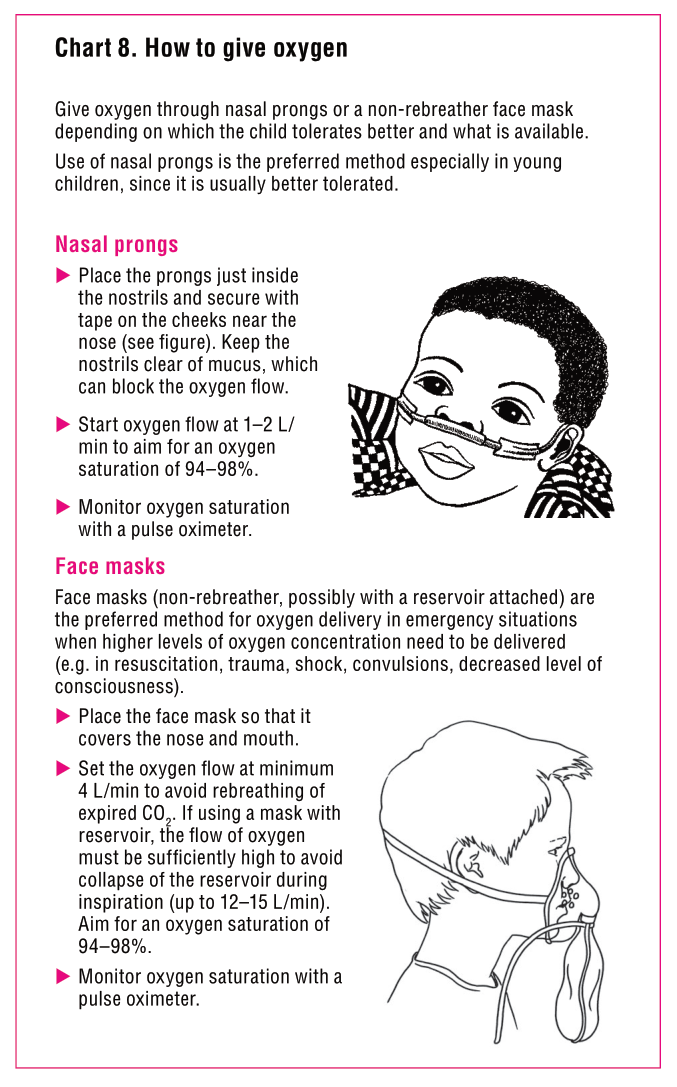 Chart 8. How to give oxygen
Give oxygen through nasal prongs or a non-rebreather face mask
depending on which the child tolerates better and what is available.
Use of nasal prongs is the preferred method especially in young
children, since it is usually better tolerated.
Nasal prongs
▶ Place the prongs just inside
the nostrils and secure with
tape on the cheeks near the
nose (see figure). Keep the
nostrils clear of mucus, which
can block the oxygen flow.
▶ Start oxygen flow at 1–2 L/
min to aim for an oxygen
saturation of 94–98%.
▶ Monitor oxygen saturation
with a pulse oximeter.
Face masks
Face masks (non-rebreather, possibly with a reservoir attached) are
the preferred method for oxygen delivery in emergency situations
when higher levels of oxygen concentration need to be delivered
(e.g. in resuscitation, trauma, shock, convulsions, decreased level of
consciousness).
▶ Place the face mask so that it
covers the nose and mouth.
▶ Set the oxygen flow at minimum
4 L/min to avoid rebreathing of
expired CO₂. If using a mask with
reservoir, the flow of oxygen
must be sufficiently high to avoid
collapse of the reservoir during
inspiration (up to 12–15 L/min).
Aim for an oxygen saturation of
94–98%.
▶ Monitor oxygen saturation with a
pulse oximeter.